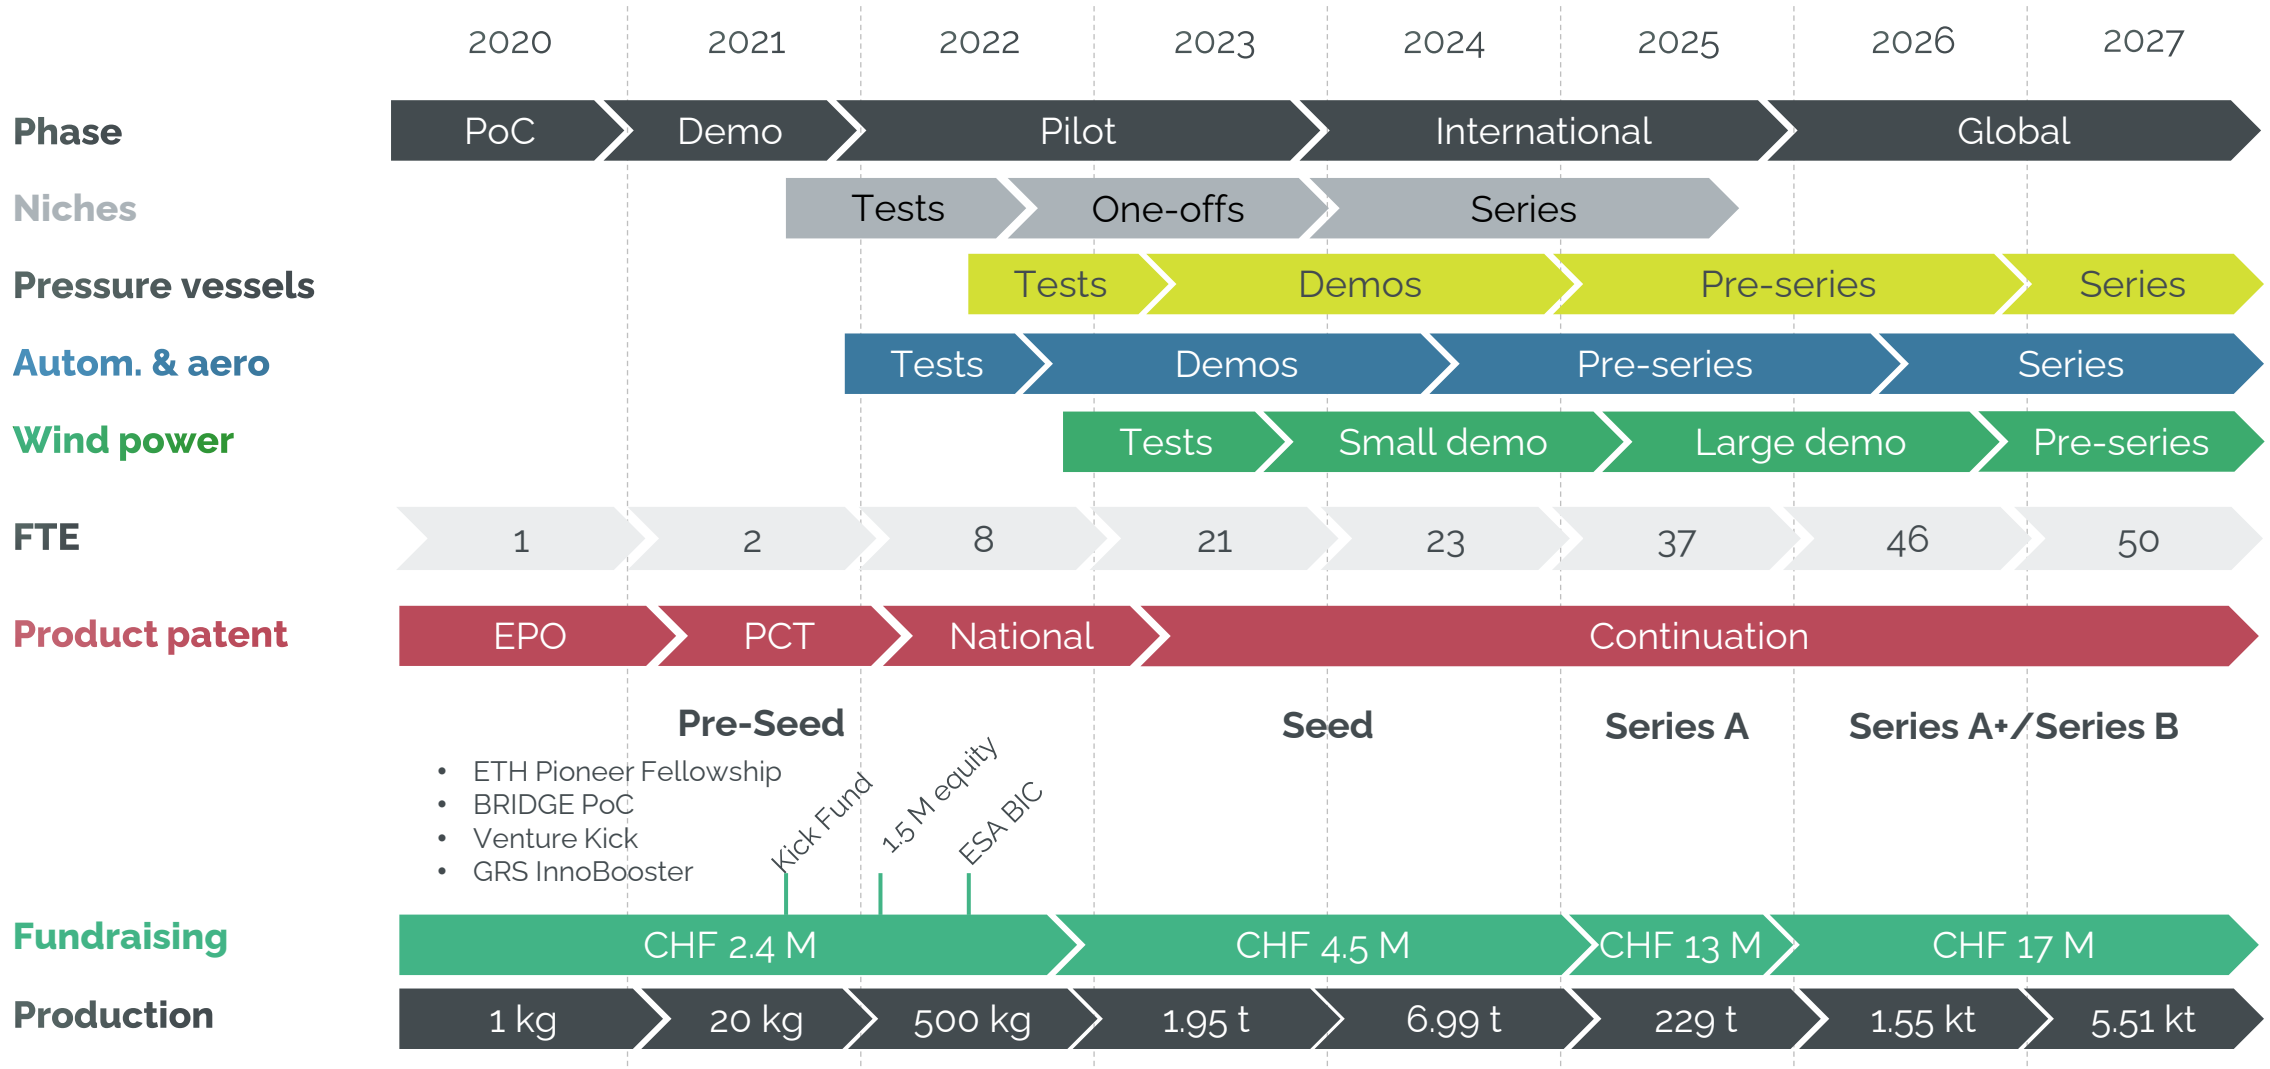 2020 2021 2022 2023 2024 2025 2026 2027
Phase PoC Demo Pilot International Global
Niches Tests One-offs Series
Pressure vessels Tests Demos Pre-series Series
Autom. & aero Tests Demos Pre-series Series
Wind power Tests Small demo Large demo Pre-series
FTE 1 2 8 21 23 37 46 50
Product patent EPO PCT National Continuation
Pre-Seed Seed Series A Series A+/Series B
• ETH Pioneer Fellowship
• BRIDGE PoC
• Venture Kick
• GRS InnoBooster
Kick Fund
1.5 M equity
ESA BIC
Fundraising CHF 2.4 M CHF 4.5 M CHF 13 M CHF 17 M
Production 1 kg 20 kg 500 kg 1.95 t 6.99 t 229 t 1.55 kt 5.51 kt